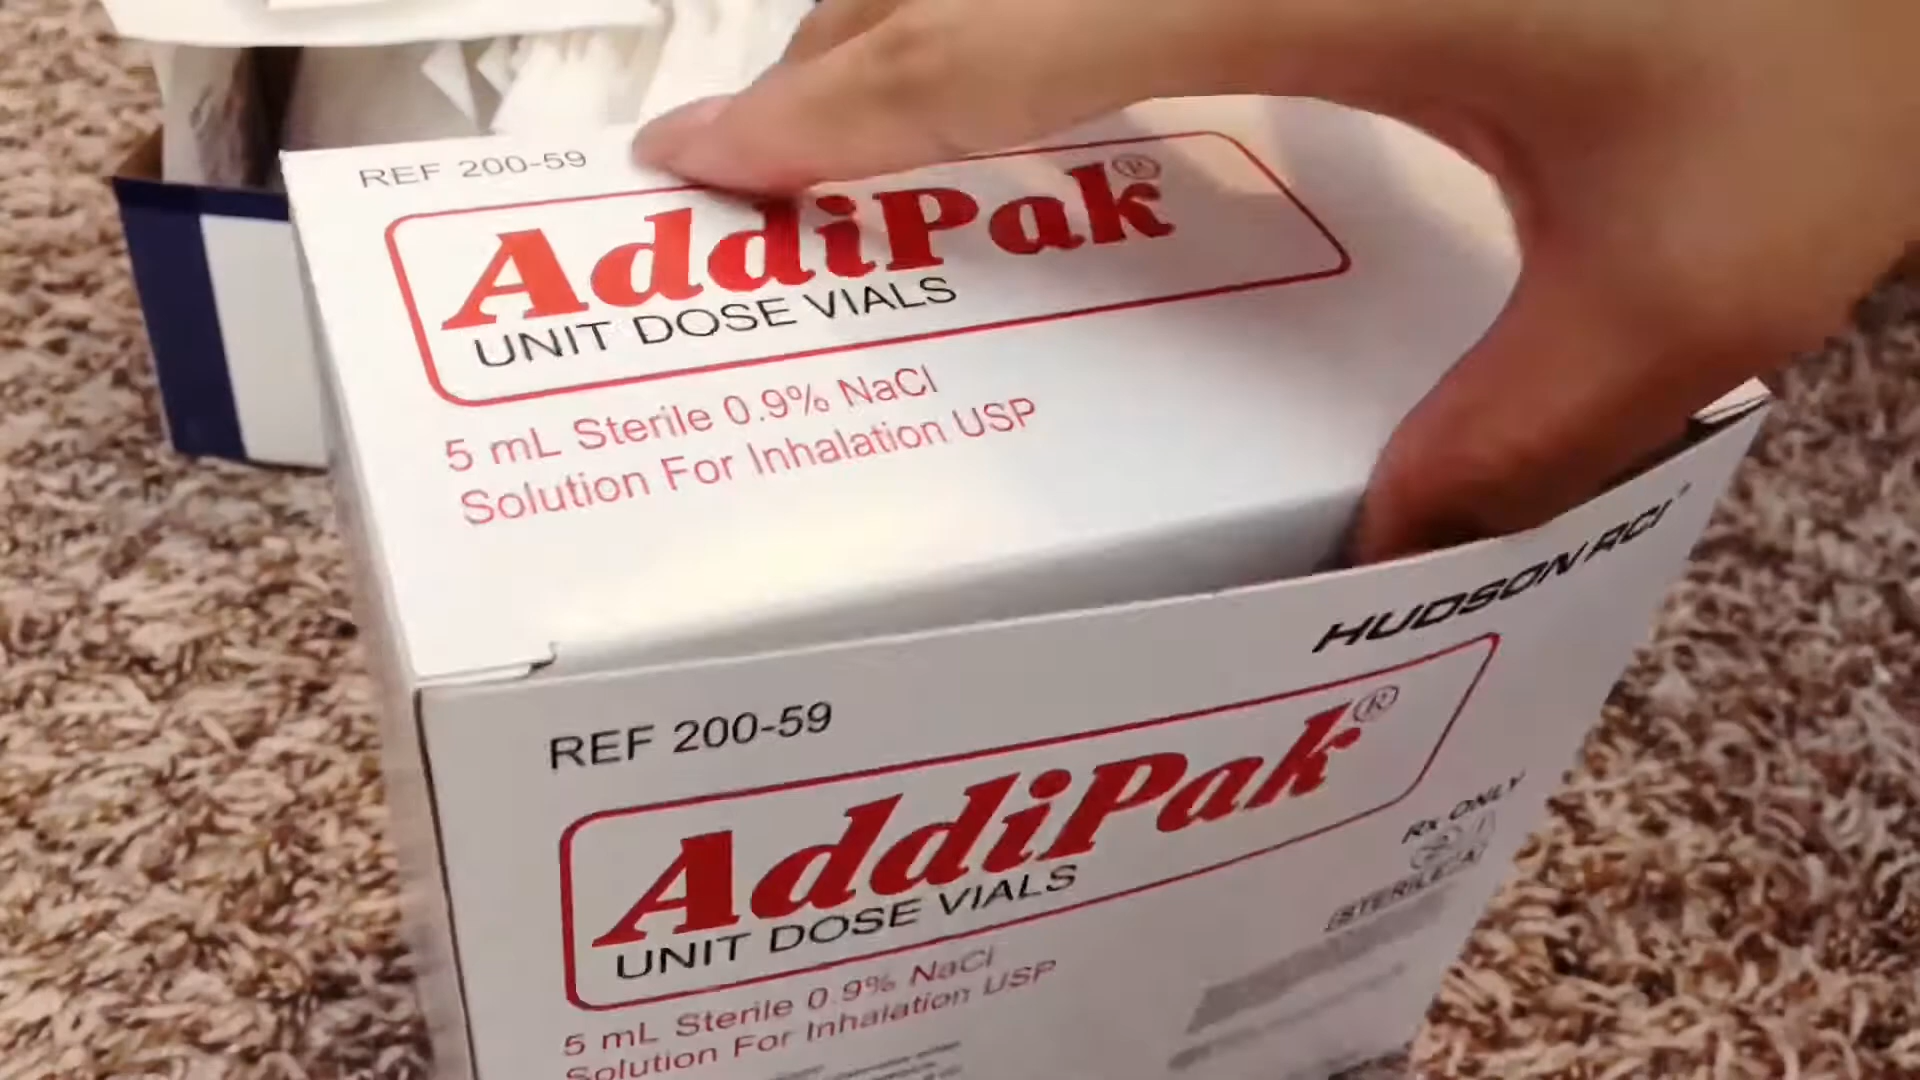 REF 200-59
AddiPak®
UNIT DOSE VIALS
5 mL Sterile 0.9% NaCl
Solution For Inhalation USP
HUDSON RCI
REF 200-59
AddiPak®
UNIT DOSE VIALS
5 mL Sterile 0.9% NaCl
Solution For Inhalation USP
Rx ONLY
STERILE A